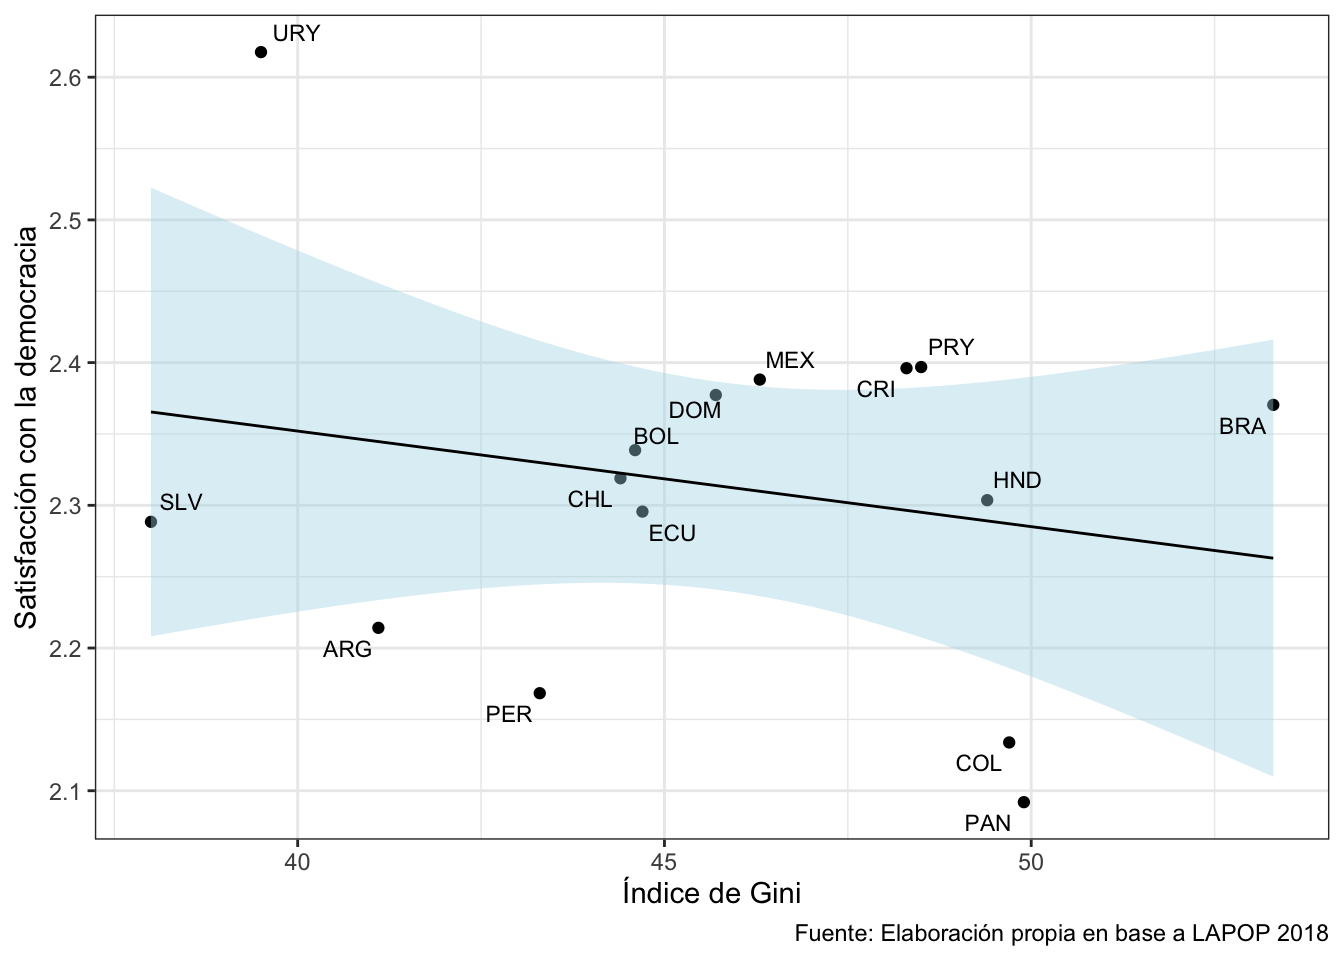 URY
2.6
2.5
2.4
2.3
2.2
2.1
Satisfacción con la democracia
PRY
MEX
CRI
DOM
BRA
BOL
HND
CHL
SLV
ECU
ARG
PER
COL
PAN
40
45
50
Índice de Gini
Fuente: Elaboración propia en base a LAPOP 2018